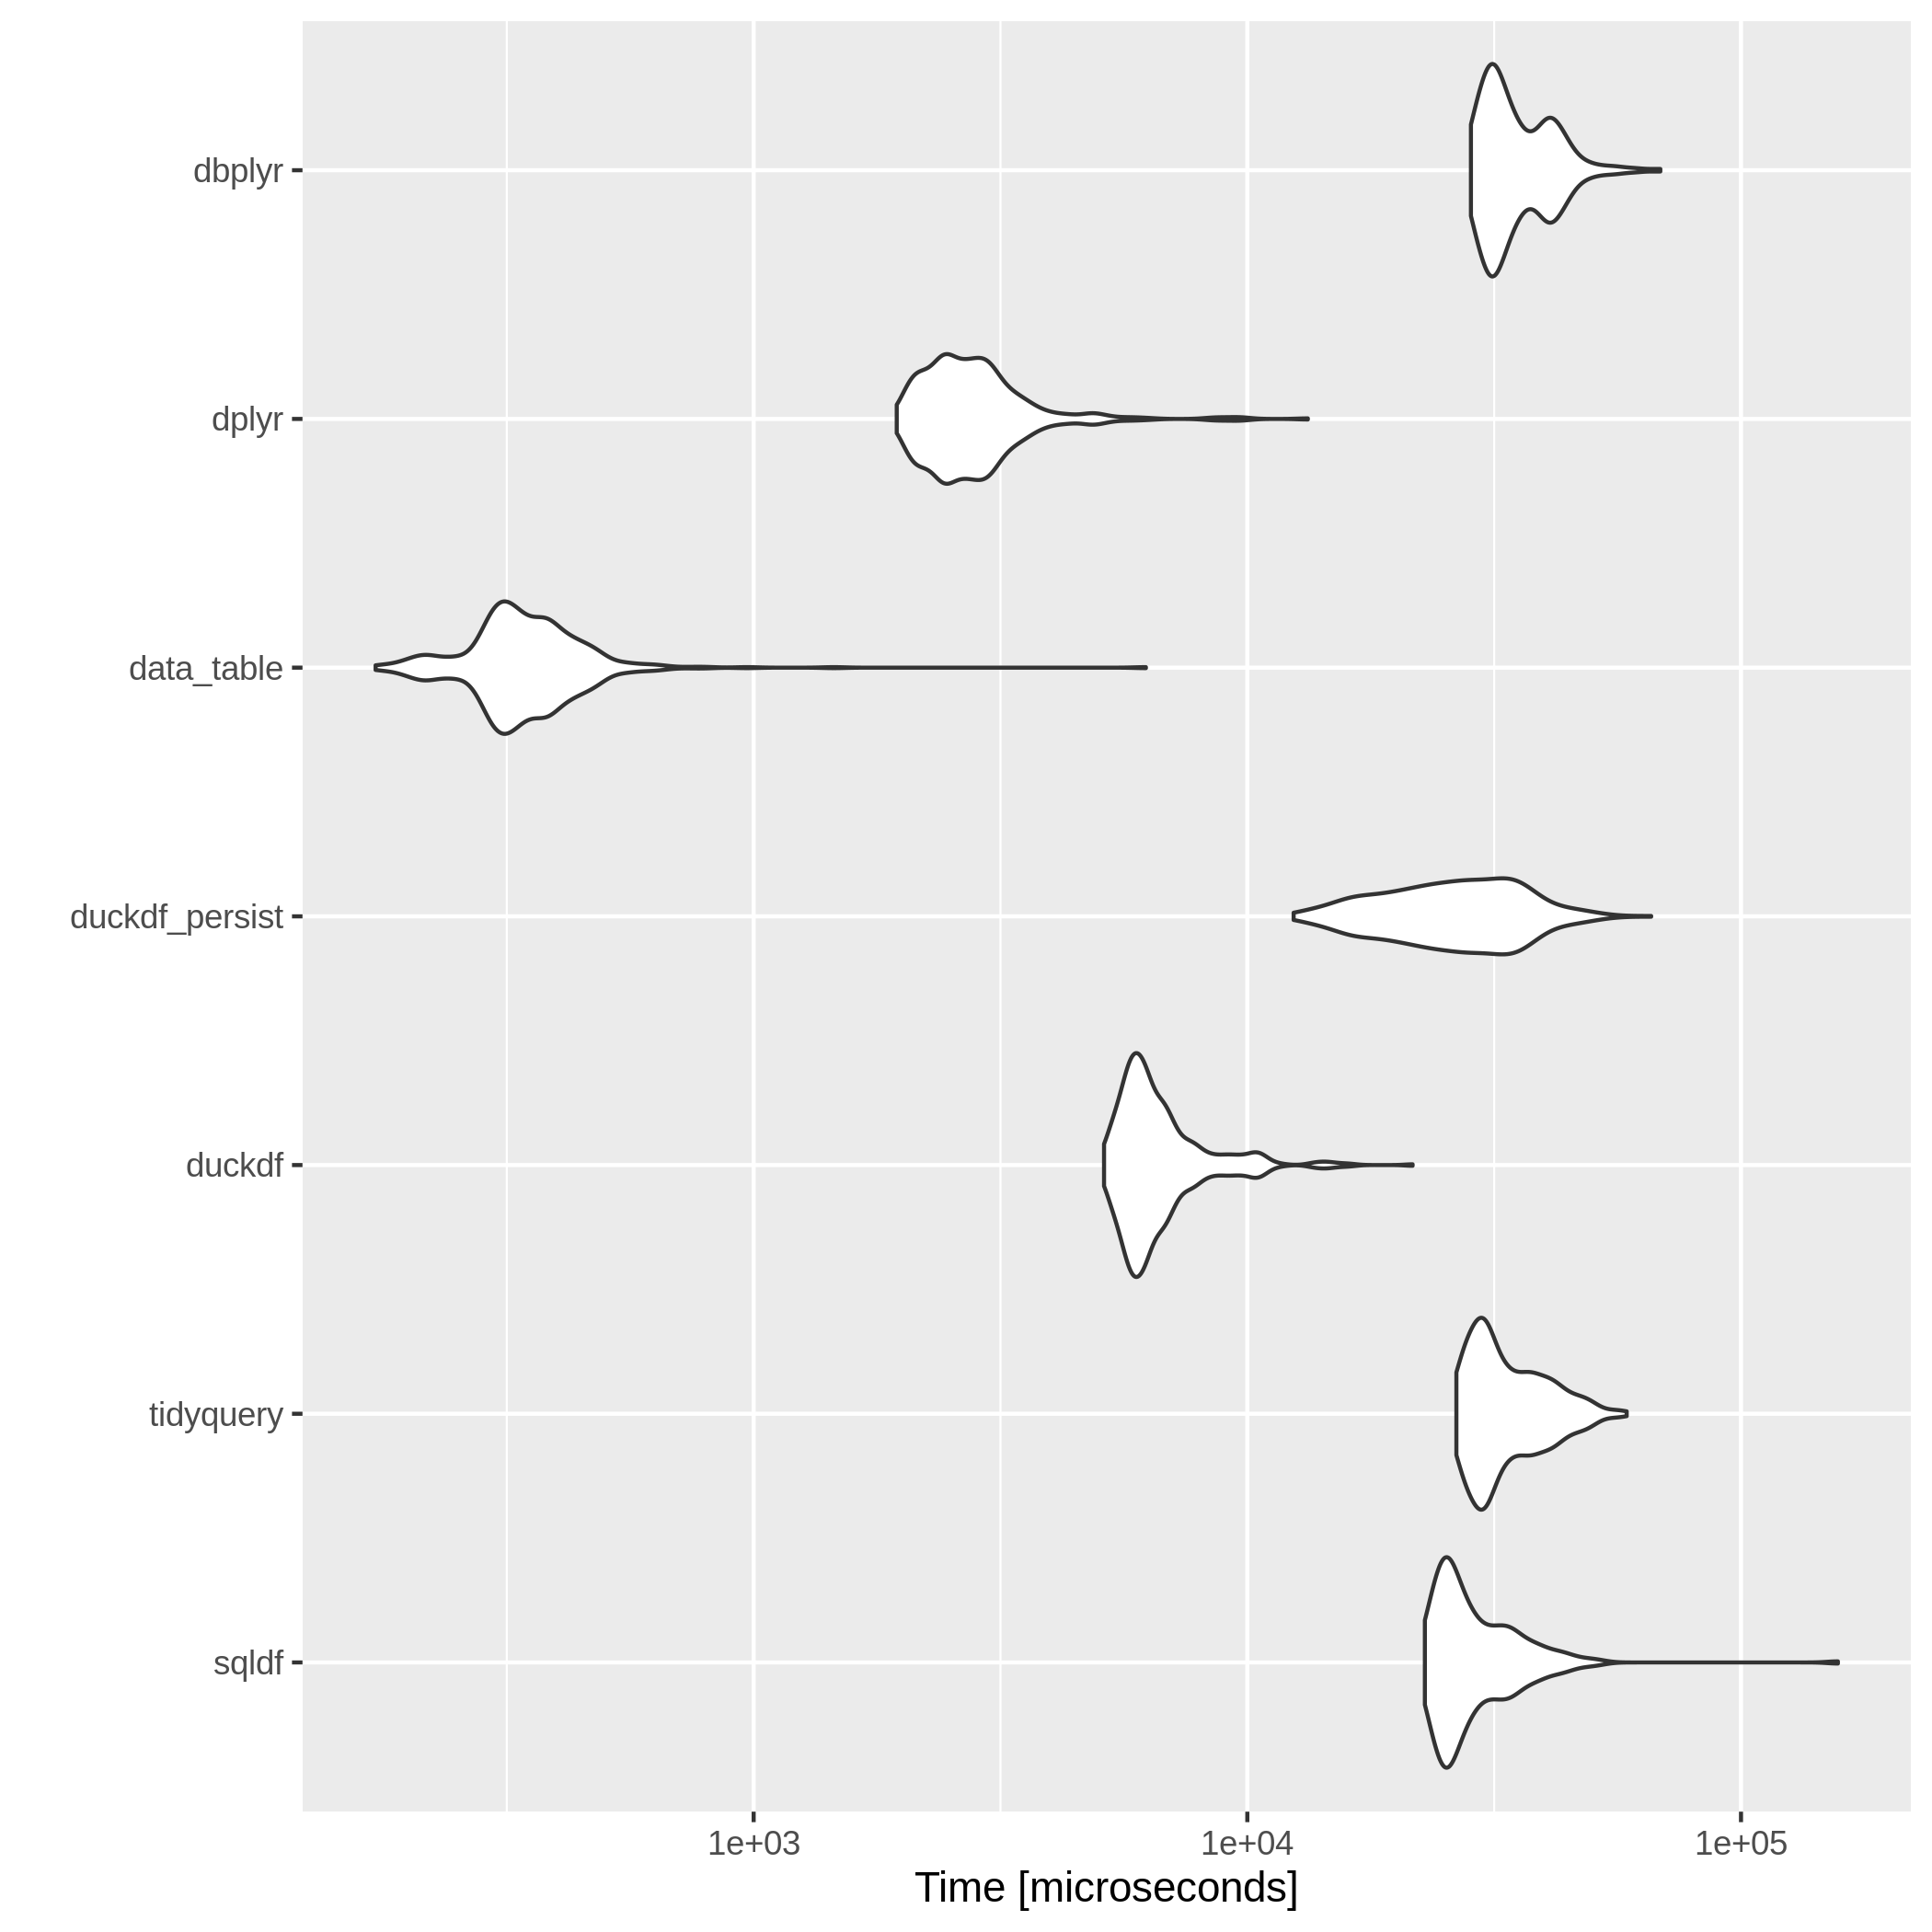 dbplyr
dplyr
data_table
duckdf_persist
duckdf
tidyquery
sqldf
1e+03 1e+04 1e+05
Time [microseconds]